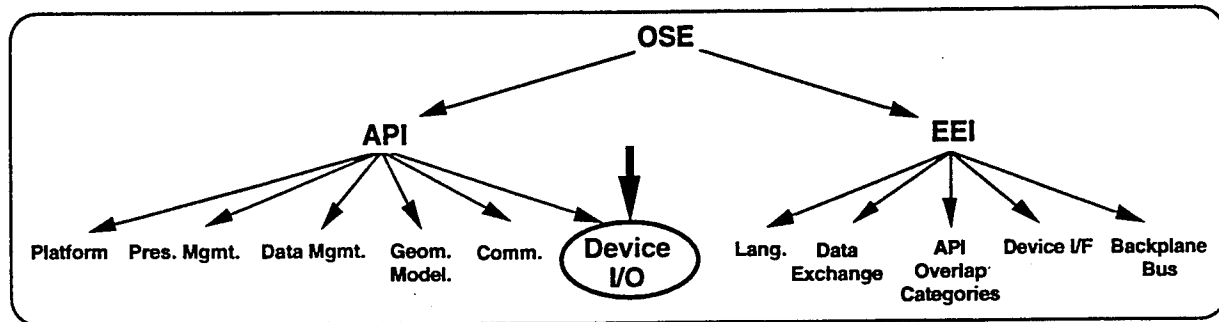 OSE
API
EEI
Platform
Pres. Mgmt.
Data Mgmt.
Geom.
Model.
Comm.
Device
I/O
Lang.
Data
Exchange
API
Overlap
Categories
Device I/F
Backplane
Bus